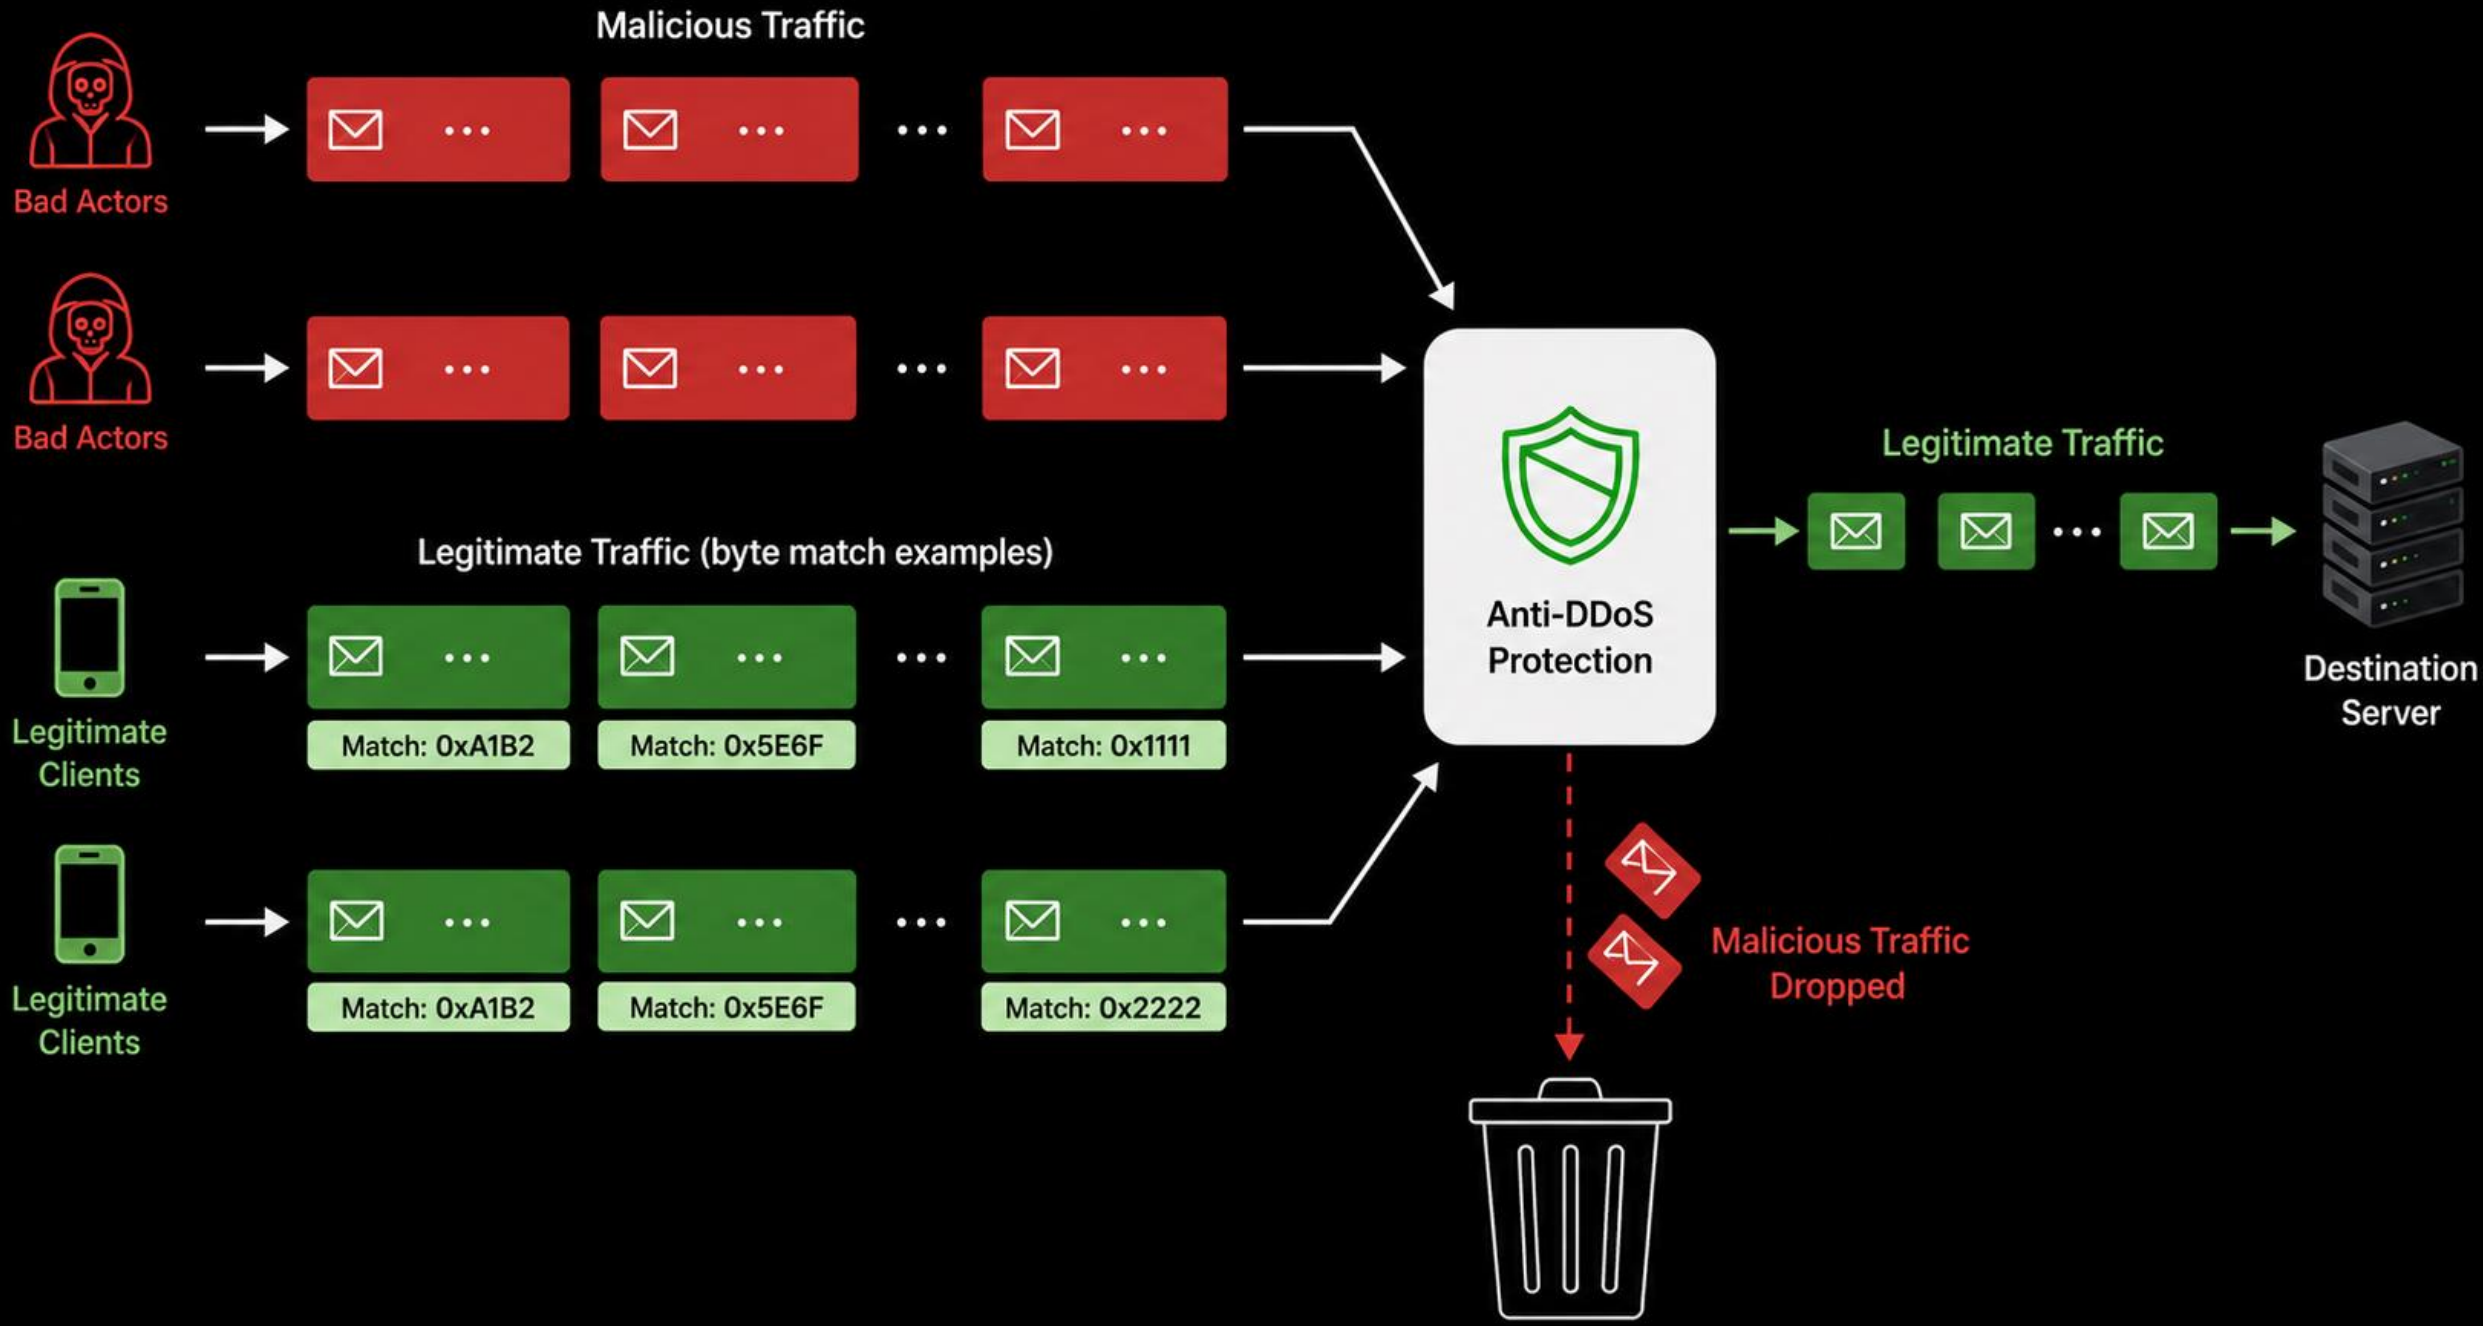 Malicious Traffic
Bad Actors
Bad Actors
Legitimate Traffic (byte match examples)
Legitimate
Clients
Match: 0xA1B2
Match: 0x5E6F
Match: 0x1111
Legitimate
Clients
Match: 0xA1B2
Match: 0x5E6F
Match: 0x2222
Anti-DDoS
Protection
Legitimate Traffic
Destination
Server
Malicious Traffic
Dropped